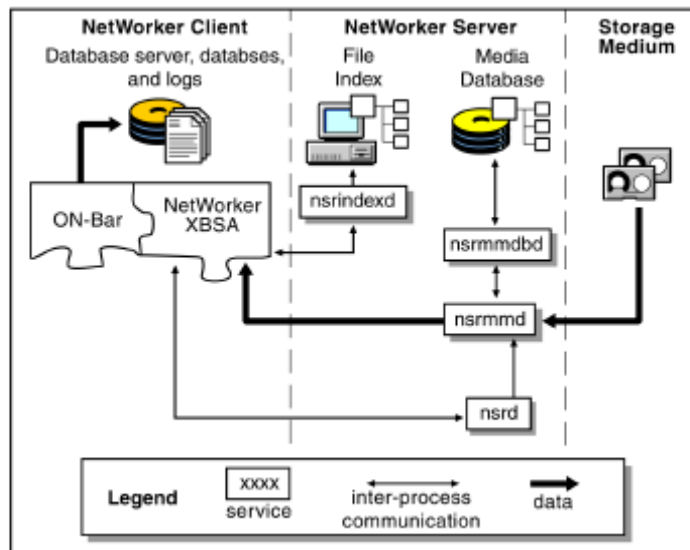 NetWorker Client
Database server, databses,
and logs
NetWorker Server
File
Index
Media
Database
Storage
Medium
ON-Bar
NetWorker
XBSA
nsrindexd
nsrmmdbd
nsrmmd
nsrd
Legend
xxxx
service
inter-process
communication
data